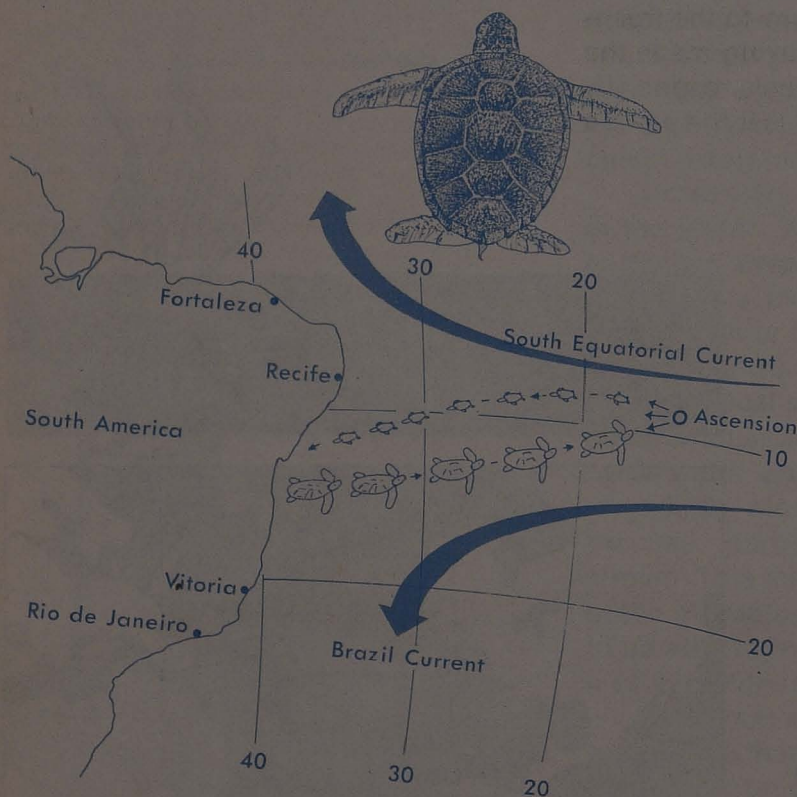 40
30
20
Fortaleza
South Equatorial Current
Recife
South America
Ascension
10
Vitoria
Rio de Janeiro
Brazil Current
20
40
30
20